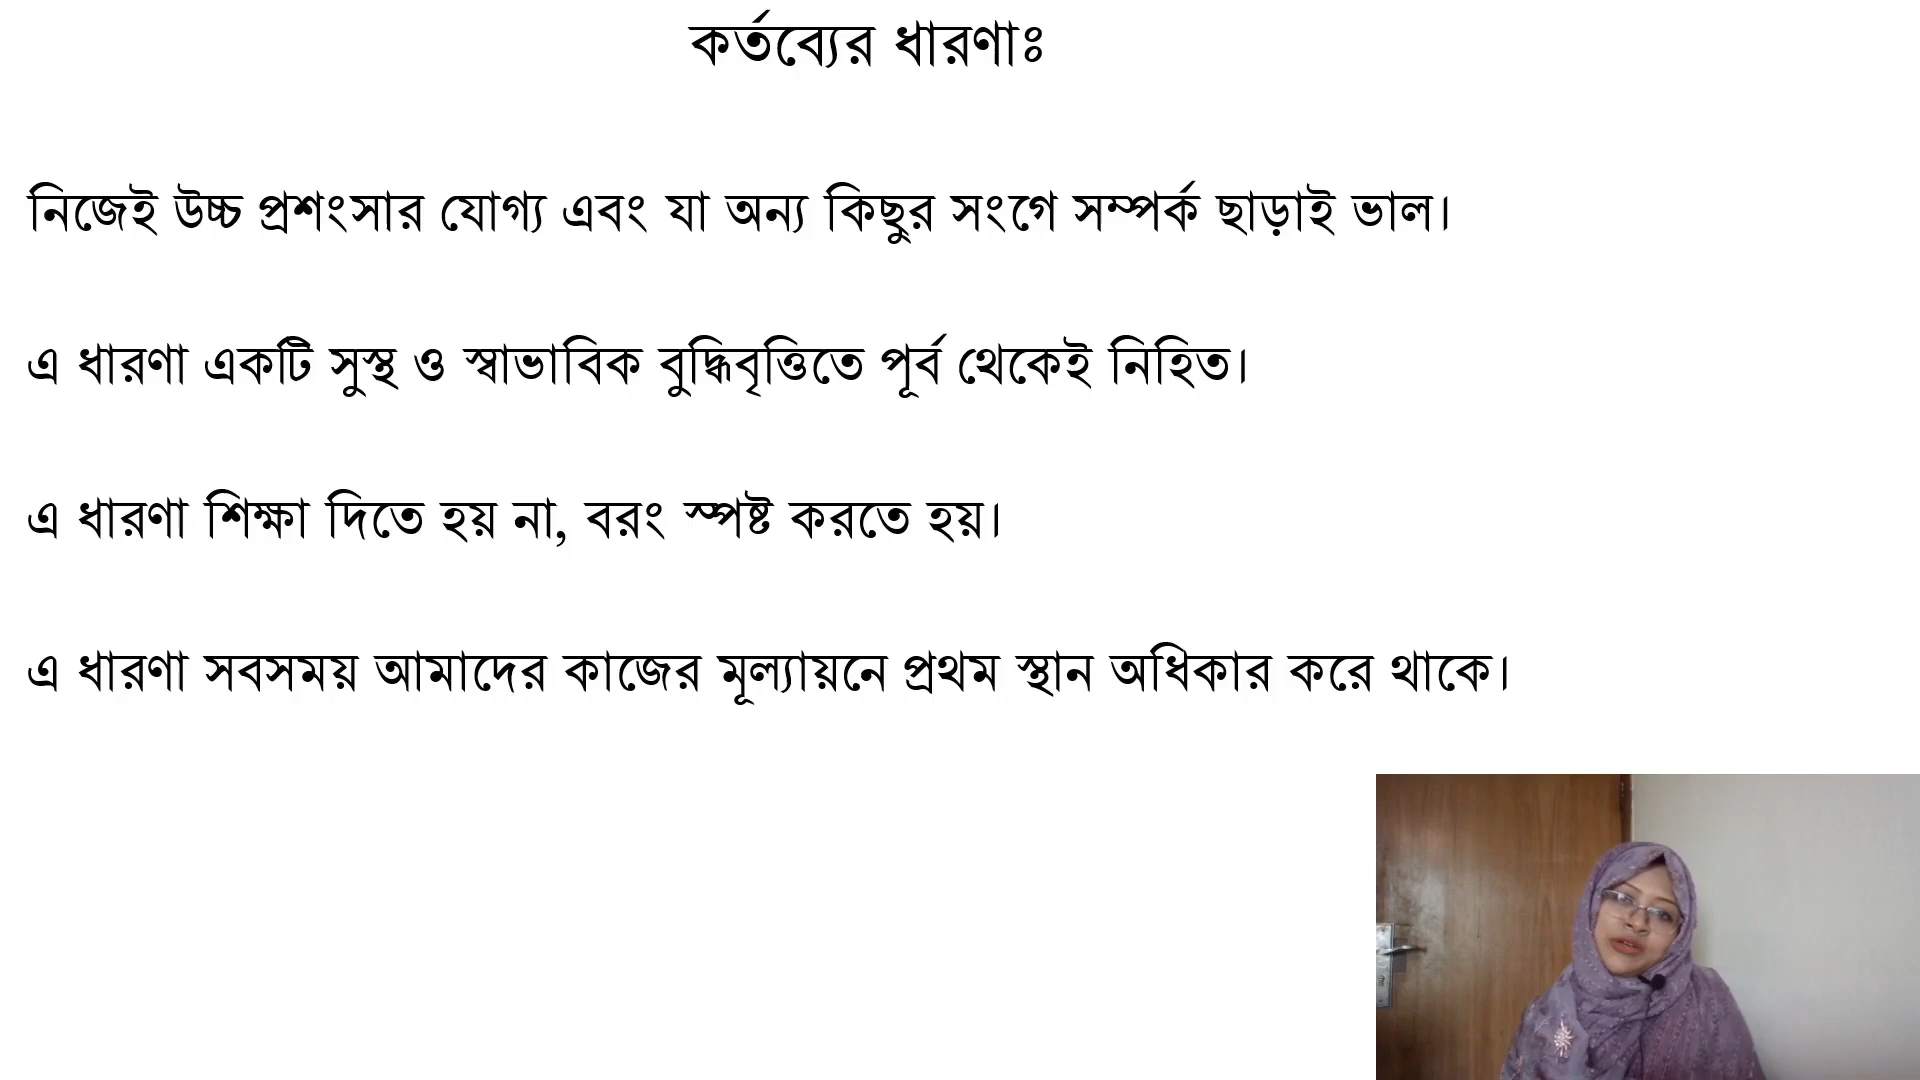 কর্তব্যের ধারণাঃ
নিজেই উচ্চ প্রশংসার যোগ্য এবং যা অন্য কিছুর সংগে সম্পর্ক ছাড়াই ভাল।
এ ধারণা একটি সুস্থ ও স্বাভাবিক বুদ্ধিবৃত্তিতে পূর্ব থেকেই নিহিত।
এ ধারণা শিক্ষা দিতে হয় না, বরং স্পষ্ট করতে হয়।
এ ধারণা সবসময় আমাদের কাজের মূল্যায়নে প্রথম স্থান অধিকার করে থাকে।